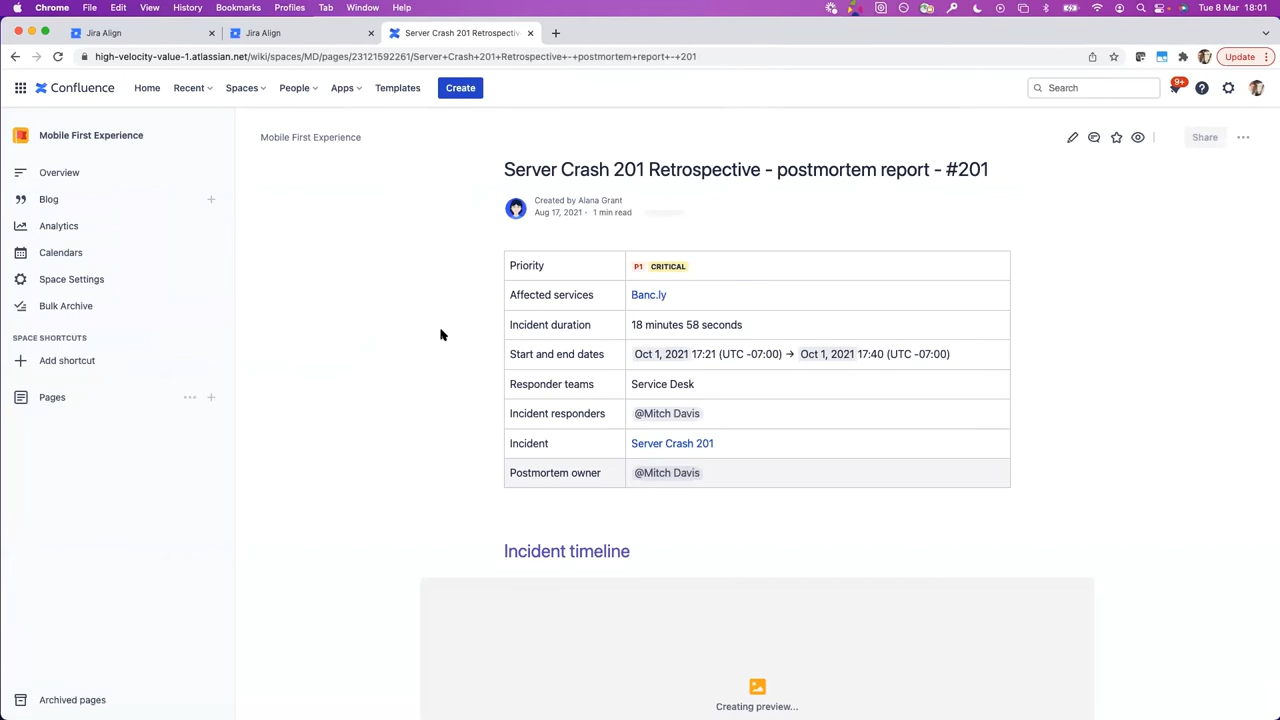 Chrome File Edit View History Bookmarks Profiles Tab Window Help Tue 8 Mar 18:01
Jira Align
Jira Align
Server Crash 201 Retrospectiv
high-velocity-value-1.atlassian.net/wiki/spaces/MD/pages/23121592261/Server+Crash+201+Retrospective+-+postmortem+report+-+201
Update
Confluence Home Recent Spaces People Apps Templates Create Search 9+
Mobile First Experience
Overview
Blog
Analytics
Calendars
Space Settings
Bulk Archive
SPACE SHORTCUTS
Add shortcut
Pages
Archived pages
Mobile First Experience
Share
Server Crash 201 Retrospective - postmortem report - #201
Created by Alana Grant
Aug 17, 2021 · 1 min read
Priority P1 CRITICAL
Affected services Banc.ly
Incident duration 18 minutes 58 seconds
Start and end dates Oct 1, 2021 17:21 (UTC -07:00) → Oct 1, 2021 17:40 (UTC -07:00)
Responder teams Service Desk
Incident responders @Mitch Davis
Incident Server Crash 201
Postmortem owner @Mitch Davis
Incident timeline
Creating preview...